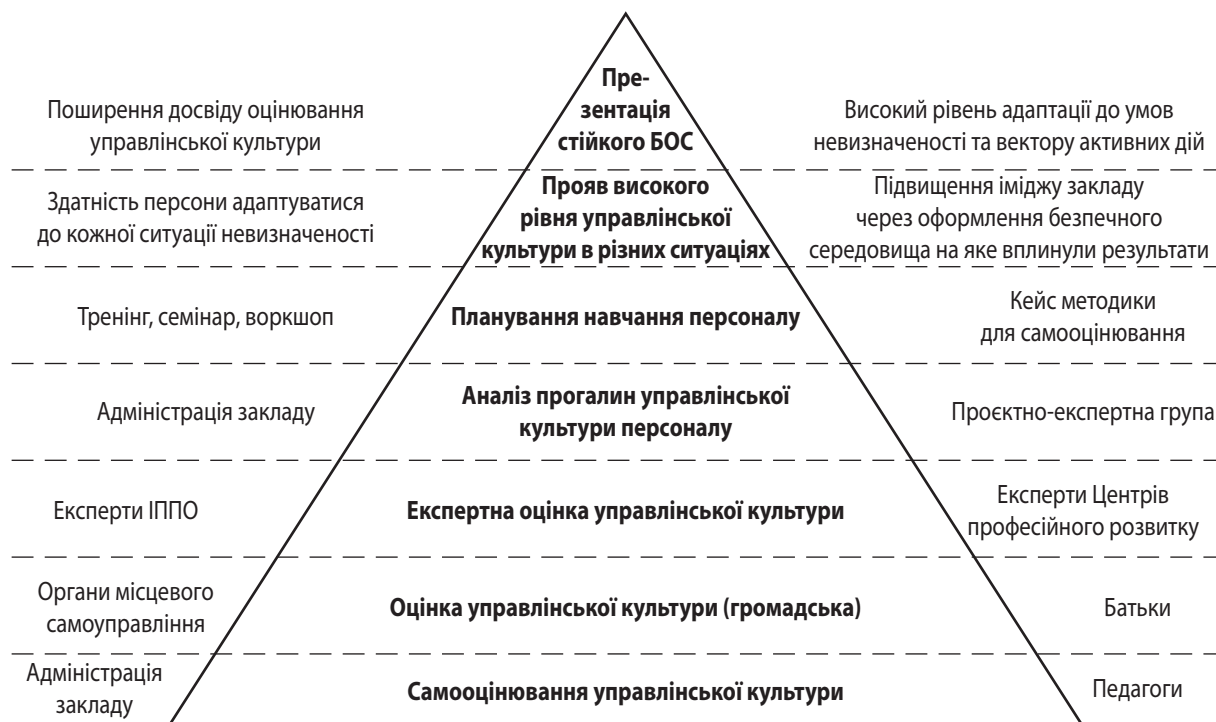 Поширення досвіду оцінювання
управлінської культури
Пре-
зентація
стійкого БОС
Високий рівень адаптації до умов
невизначеності та вектору активних дій
Здатність персони адаптуватися
до кожної ситуації невизначеності
Прояв високого
рівня управлінської
культури в різних ситуаціях
Підвищення іміджу закладу
через оформлення безпечного
середовища на яке вплинули результати
Тренінг, семінар, воркшоп
Планування навчання персоналу
Кейс методики
для самооцінювання
Адміністрація закладу
Аналіз прогалин управлінської
культури персоналу
Проєктно-експертна група
Експерти ІППО
Експертна оцінка управлінської культури
Експерти Центрів
професійного розвитку
Органи місцевого
самоуправління
Оцінка управлінської культури (громадська)
Батьки
Адміністрація
закладу
Самооцінювання управлінської культури
Педагоги